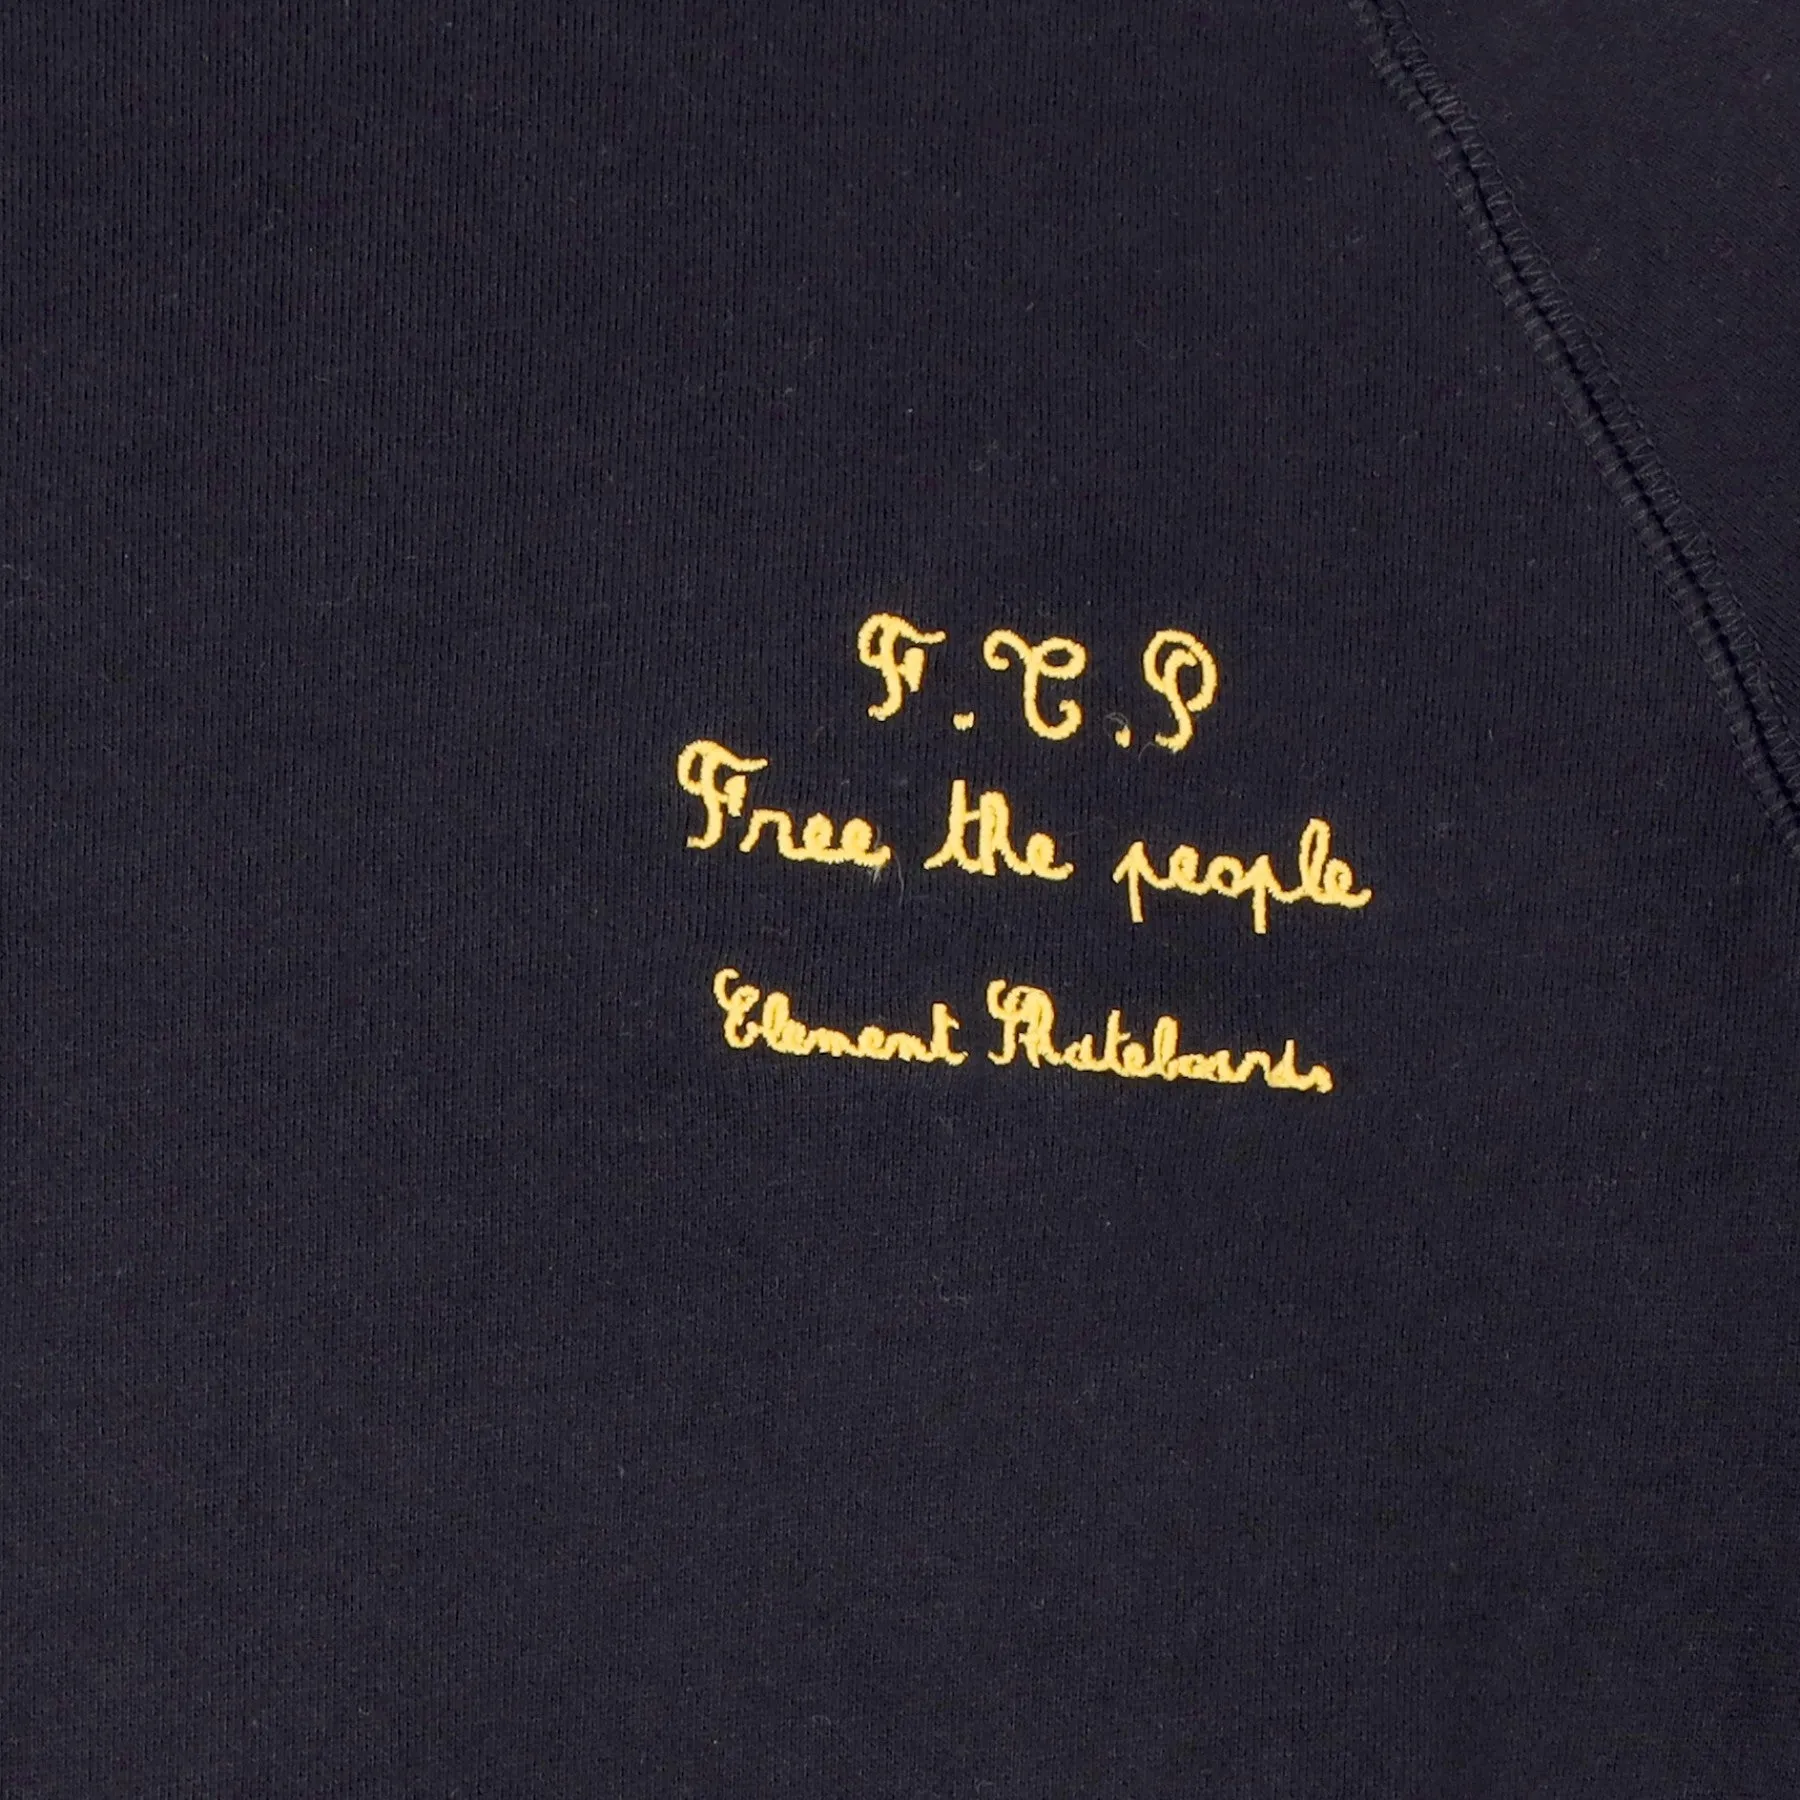 F.T.P
Free the people
Element Skateboards